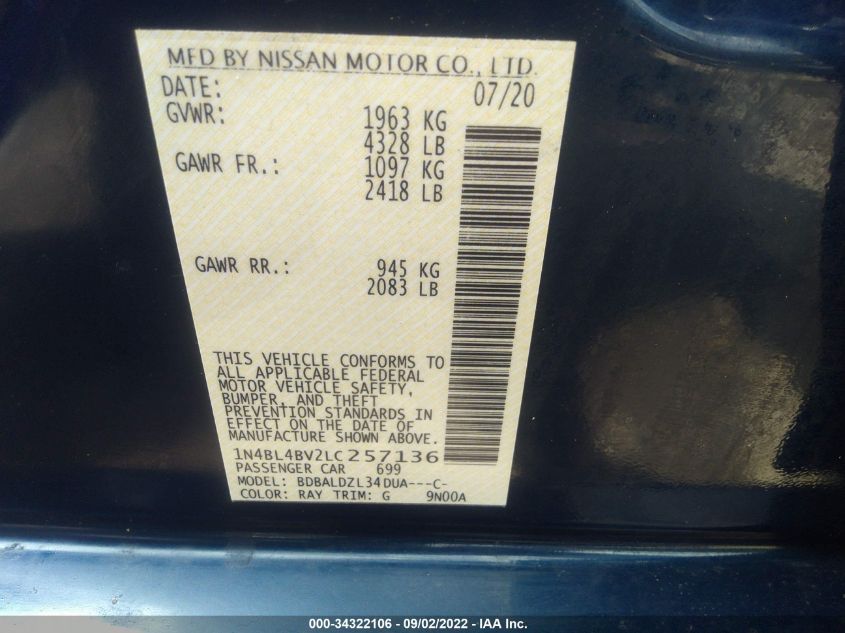 MFD BY NISSAN MOTOR CO., LTD.
DATE: 07/20
GVWR: 1963 KG
4328 LB
GAWR FR.: 1097 KG
2418 LB
GAWR RR.: 945 KG
2083 LB
THIS VEHICLE CONFORMS TO
ALL APPLICABLE FEDERAL
MOTOR VEHICLE SAFETY,
BUMPER, AND THEFT
PREVENTION STANDARDS IN
EFFECT ON THE DATE OF
MANUFACTURE SHOWN ABOVE.
1N4BL4BV2LC257136
PASSENGER CAR 699
MODEL: BDBALDZL34DUA---C-
COLOR: RAY TRIM: G 9N00A
000-34322106 - 09/02/2022 - IAA Inc.